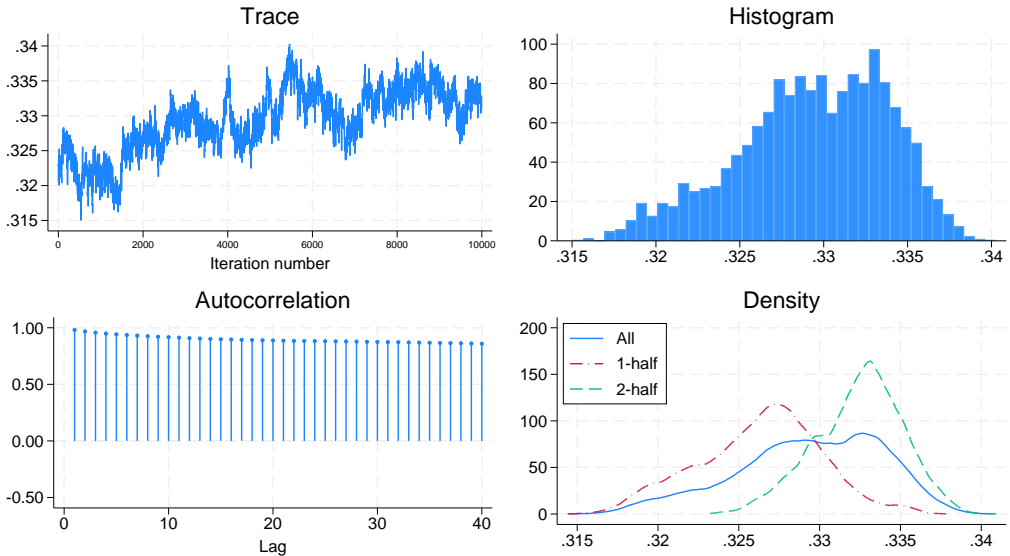 Trace
.34
.335
.33
.325
.32
.315
0 2000 4000 6000 8000 10000
Iteration number
Histogram
100
80
60
40
20
0
.315 .32 .325 .33 .335 .34
Autocorrelation
1.00
0.50
0.00
-0.50
0 10 20 30 40
Lag
Density
200
150
100
50
0
All
1-half
2-half
.315 .32 .325 .33 .335 .34